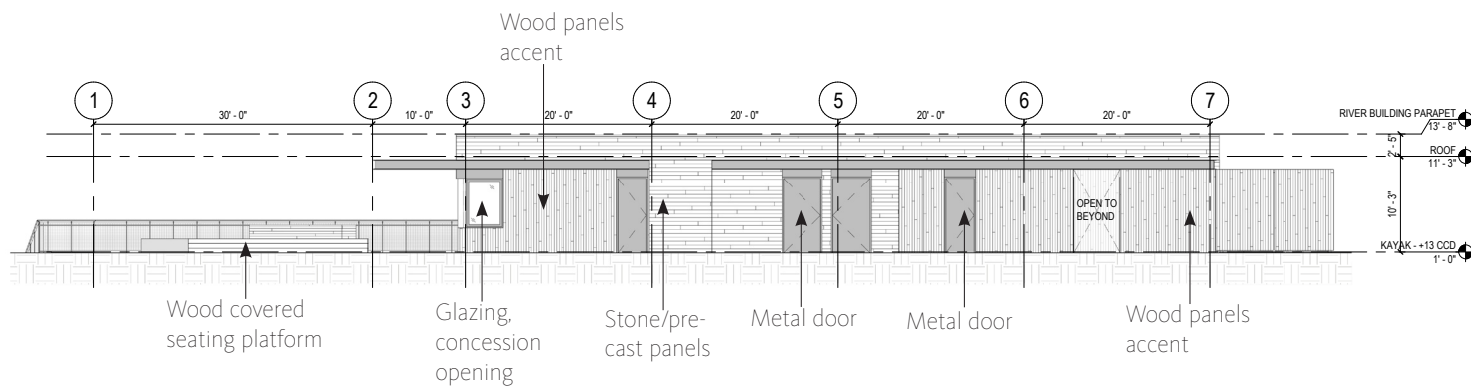 Wood panels
accent
1
2
3
4
5
6
7
30' - 0"
10' - 0"
20' - 0"
20' - 0"
20' - 0"
20' - 0"
RIVER BUILDING PARAPET
13' - 8"
2' - 5"
ROOF
11' - 3"
10' - 3"
OPEN TO
BEYOND
KAYAK - +13 CCD
1' - 0"
Wood covered
seating platform
Glazing,
concession
opening
Stone/pre-
cast panels
Metal door
Metal door
Wood panels
accent